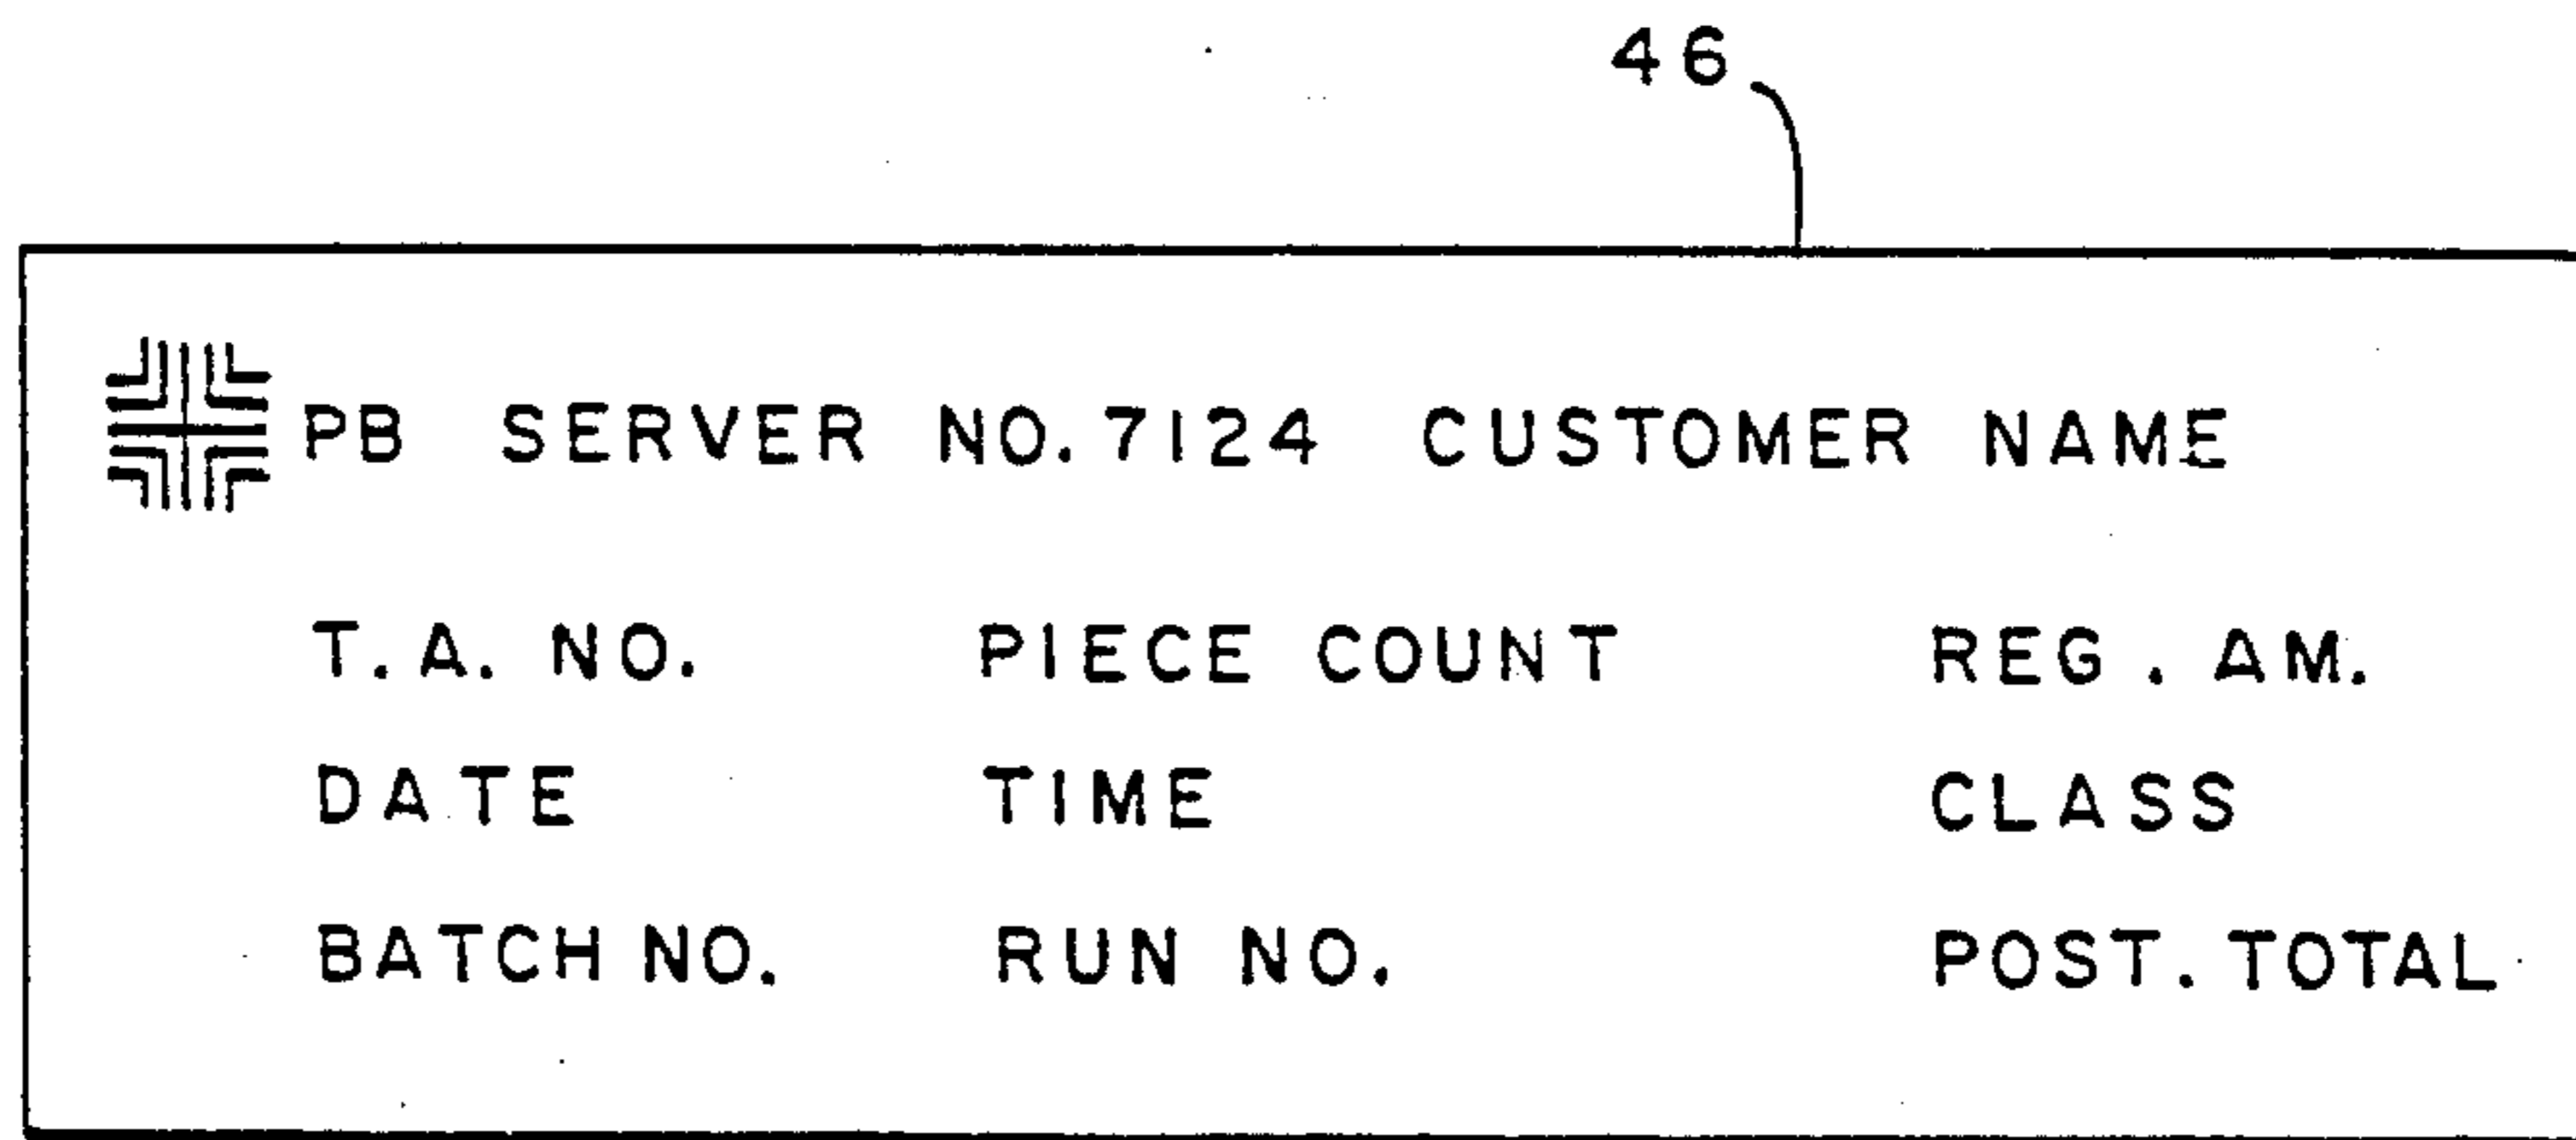 46
PB SERVER NO. 7124 CUSTOMER NAME
T.A. NO. PIECE COUNT REG. AM.
DATE TIME CLASS
BATCH NO. RUN NO. POST. TOTAL